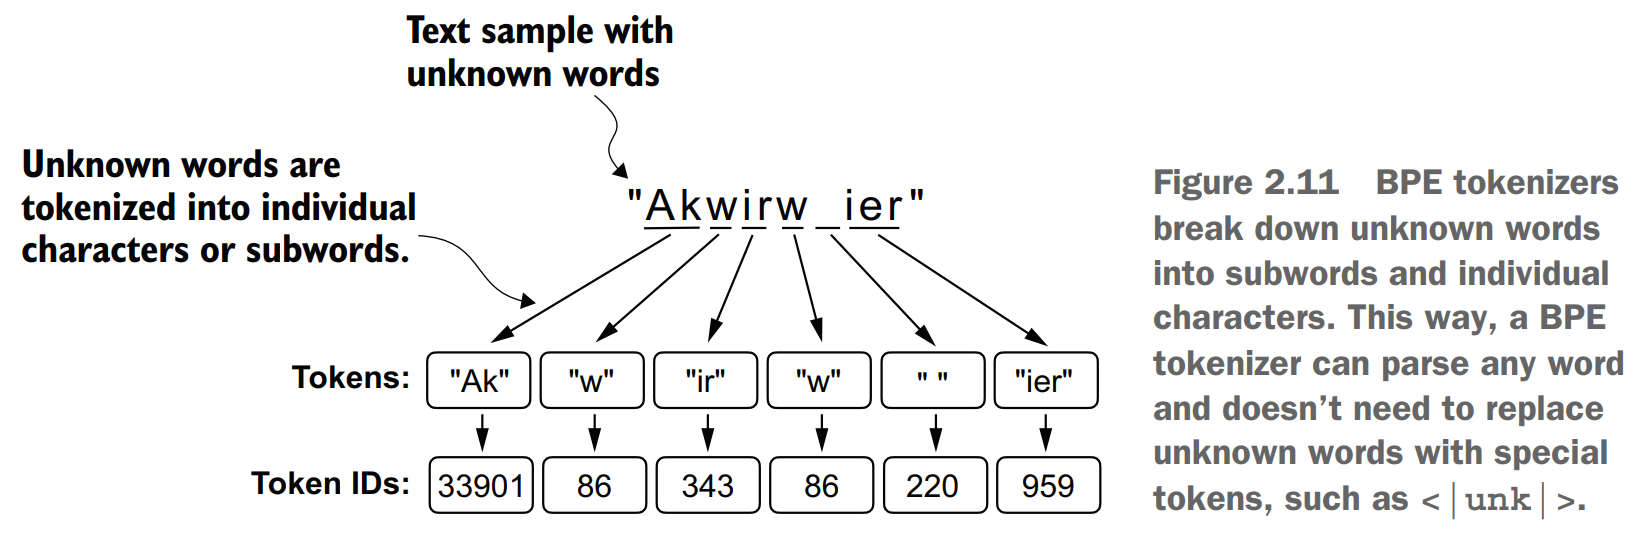 Text sample with
unknown words
Unknown words are
tokenized into individual
characters or subwords.
"Akwirw ier"
Tokens: "Ak" "w" "ir" "w" " " "ier"
Token IDs: 33901 86 343 86 220 959
Figure 2.11 BPE tokenizers
break down unknown words
into subwords and individual
characters. This way, a BPE
tokenizer can parse any word
and doesn’t need to replace
unknown words with special
tokens, such as <|unk|>.